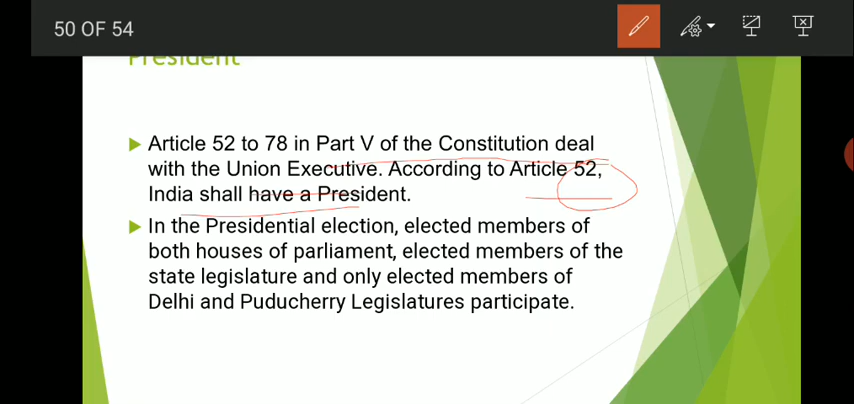 50 OF 54
President
Article 52 to 78 in Part V of the Constitution deal
with the Union Executive. According to Article 52,
India shall have a President.
In the Presidential election, elected members of
both houses of parliament, elected members of the
state legislature and only elected members of
Delhi and Puducherry Legislatures participate.